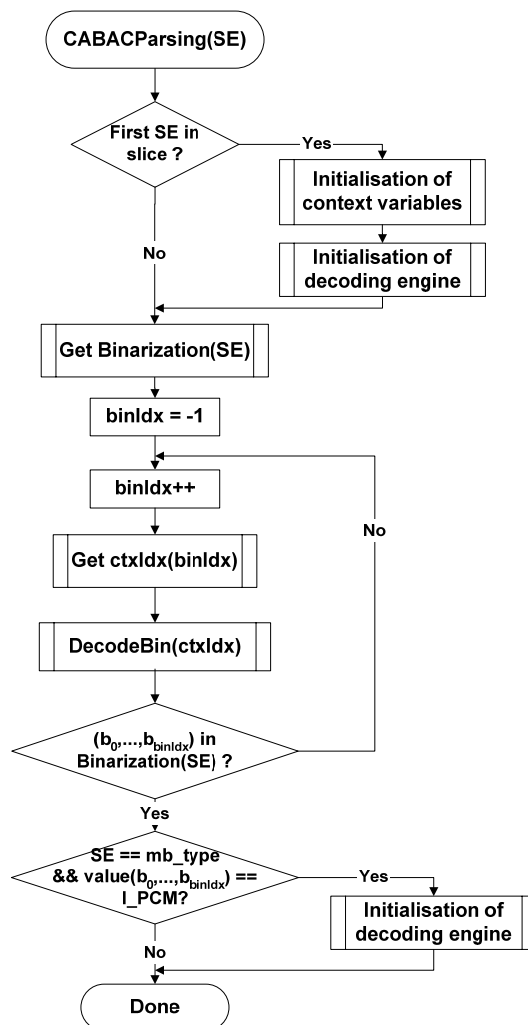 CABACParsing(SE)
First SE in
slice ?
Yes
Initialisation of
context variables
No
Initialisation of
decoding engine
Get Binarization(SE)
binIdx = -1
binIdx++
No
Get ctxIdx(binIdx)
DecodeBin(ctxIdx)
(b0,...,bbinIdx) in
Binarization(SE) ?
Yes
SE == mb_type
&& value(b0,...,bbinIdx) ==
I_PCM?
Yes
Initialisation of
decoding engine
No
Done